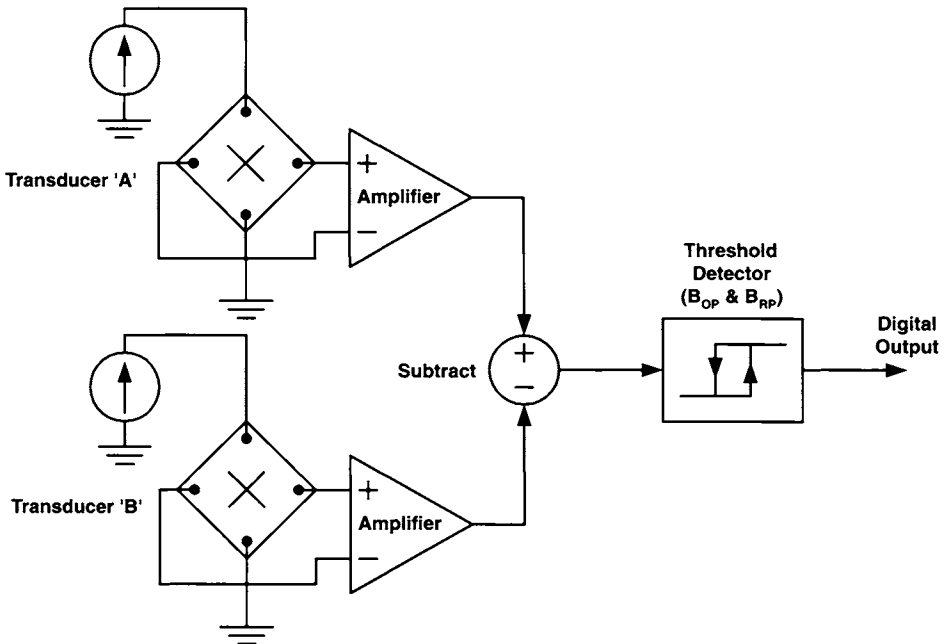 Transducer 'A'
+
Amplifier
−
Threshold
Detector
(B_OP & B_RP)
Digital
Output
Subtract
+
−
Transducer 'B'
+
Amplifier
−